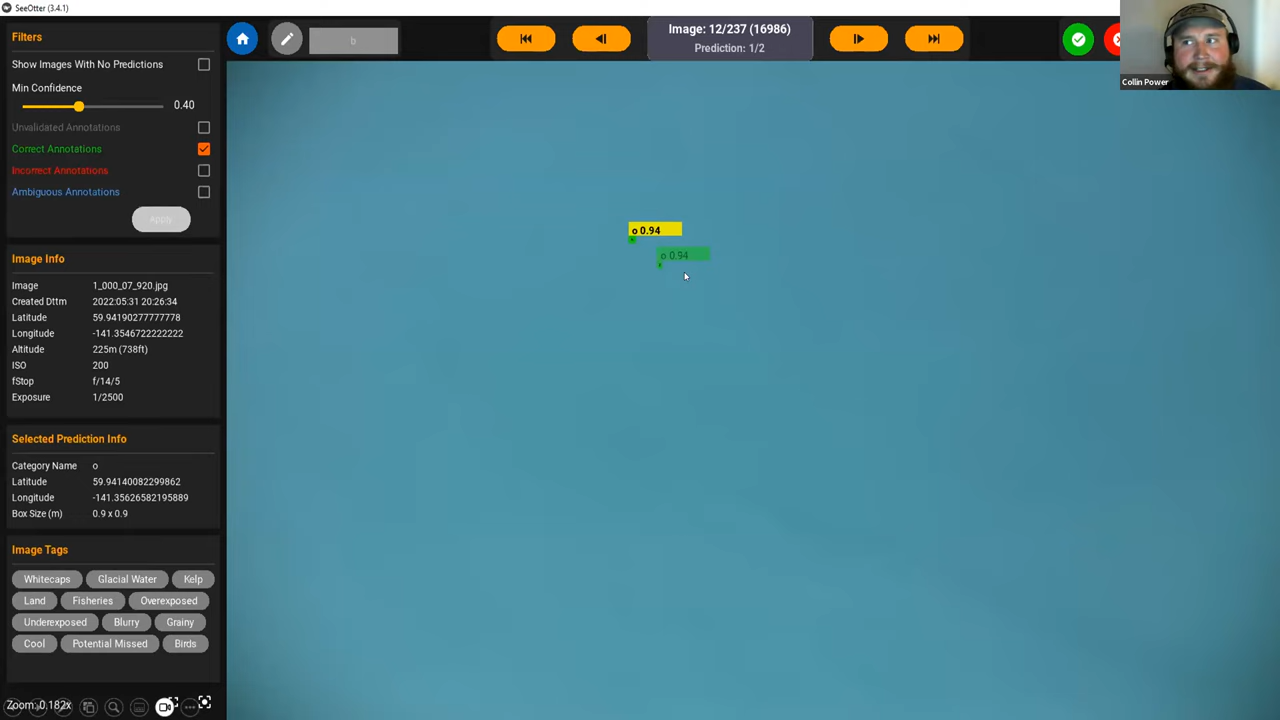 SeeOtter (3.4.1)
Filters
Show Images With No Predictions
Min Confidence
0.40
Unvalidated Annotations
Correct Annotations
Incorrect Annotations
Ambiguous Annotations
Apply
b
Image: 12/237 (16986)
Prediction: 1/2
Collin Power
o 0.94
o 0.94
Image Info
Image 1_000_07_920.jpg
Created Dttm 2022:05:31 20:26:34
Latitude 59.94190277777778
Longitude -141.3546722222222
Altitude 225m (738ft)
ISO 200
fStop f/14/5
Exposure 1/2500
Selected Prediction Info
Category Name o
Latitude 59.94140082299862
Longitude -141.35626582195889
Box Size (m) 0.9 x 0.9
Image Tags
Whitecaps Glacial Water Kelp
Land Fisheries Overexposed
Underexposed Blurry Grainy
Cool Potential Missed Birds
Zoom: 0.182x